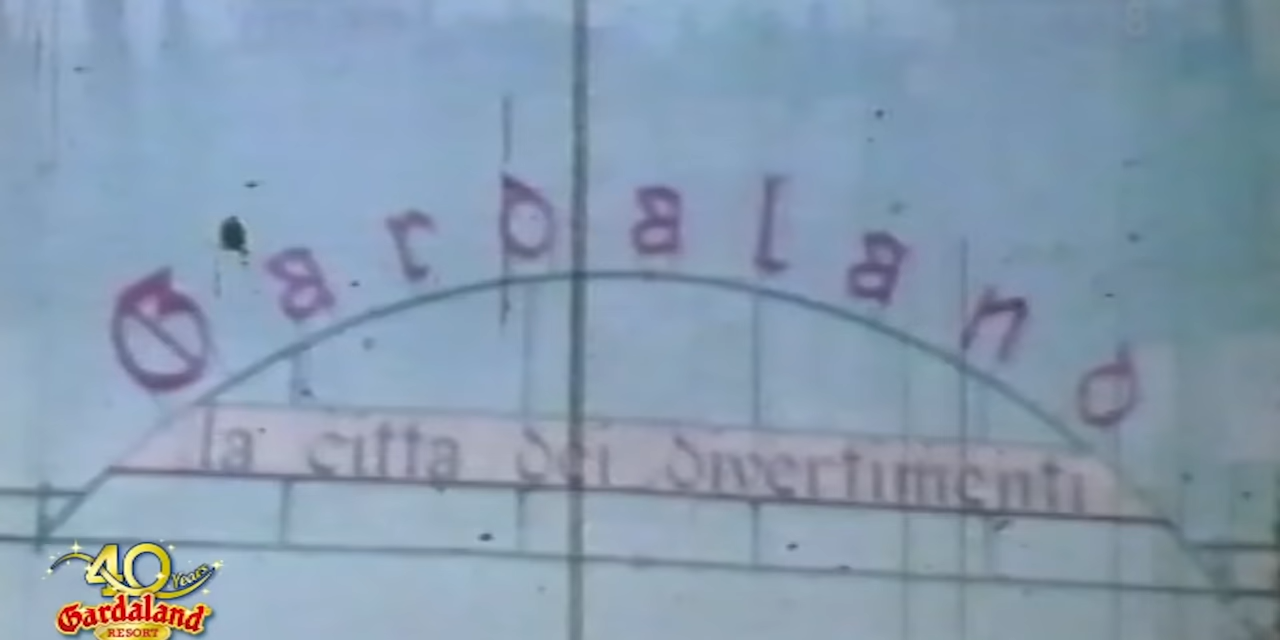 Gardaland
la citta dei divertimenti
40 Years
Gardaland
RESORT